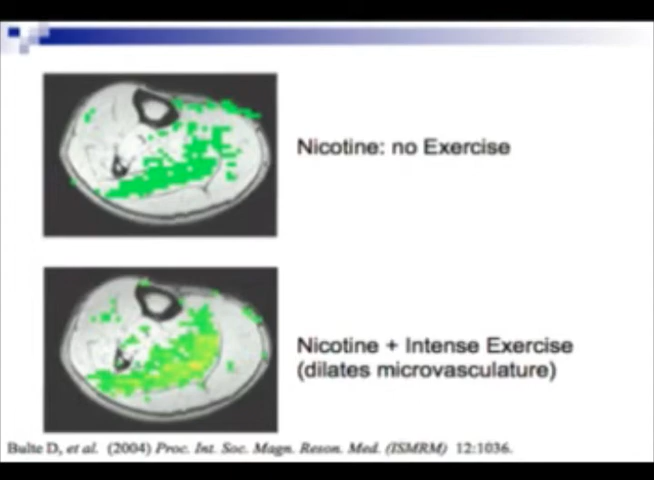 Nicotine: no Exercise
Nicotine + Intense Exercise
(dilates microvasculature)
Bulte D, et al. (2004) Proc. Int. Soc. Magn. Reson. Med. (ISMRM) 12:1036.